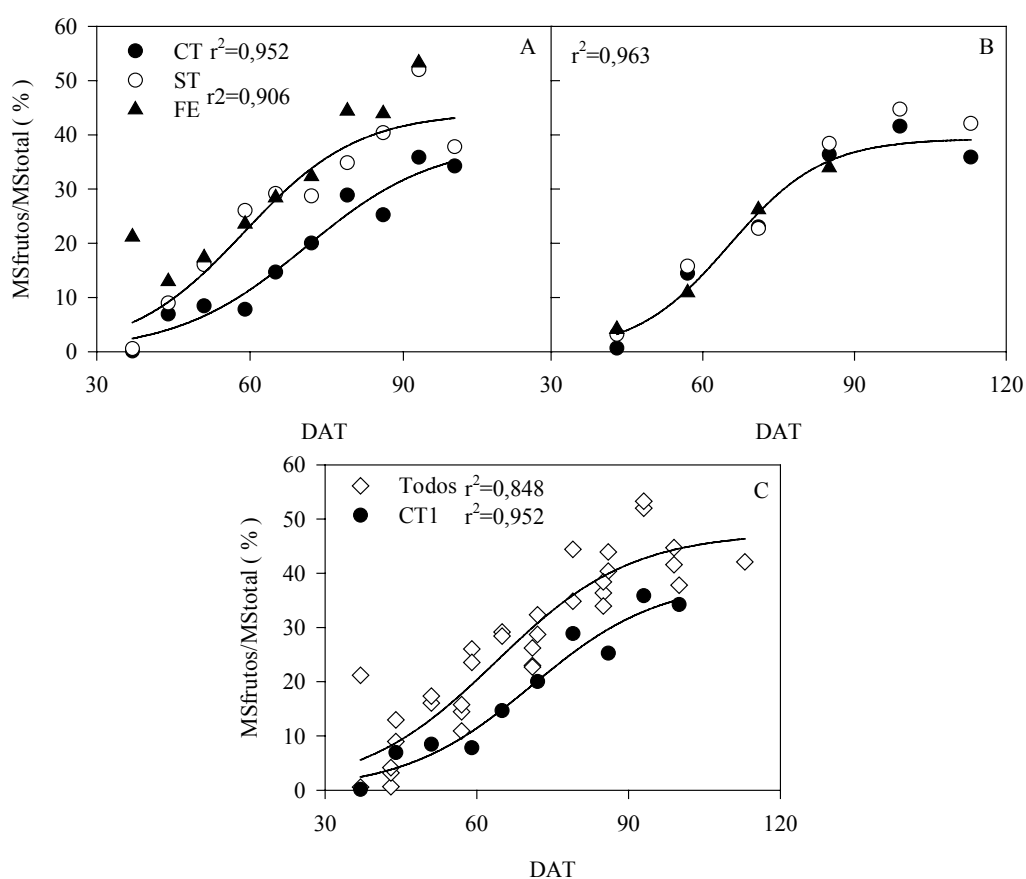 60
50
40
30
20
10
0
MSfrutos/MStotal ( % )
CT r²=0,952
ST
FE r2=0,906
A
r²=0,963
B
30 60 90 30 60 90 120
DAT DAT
60
50
40
30
20
10
0
MSfrutos/MStotal ( % )
Todos r²=0,848
CT1 r²=0,952
C
30 60 90 120
DAT